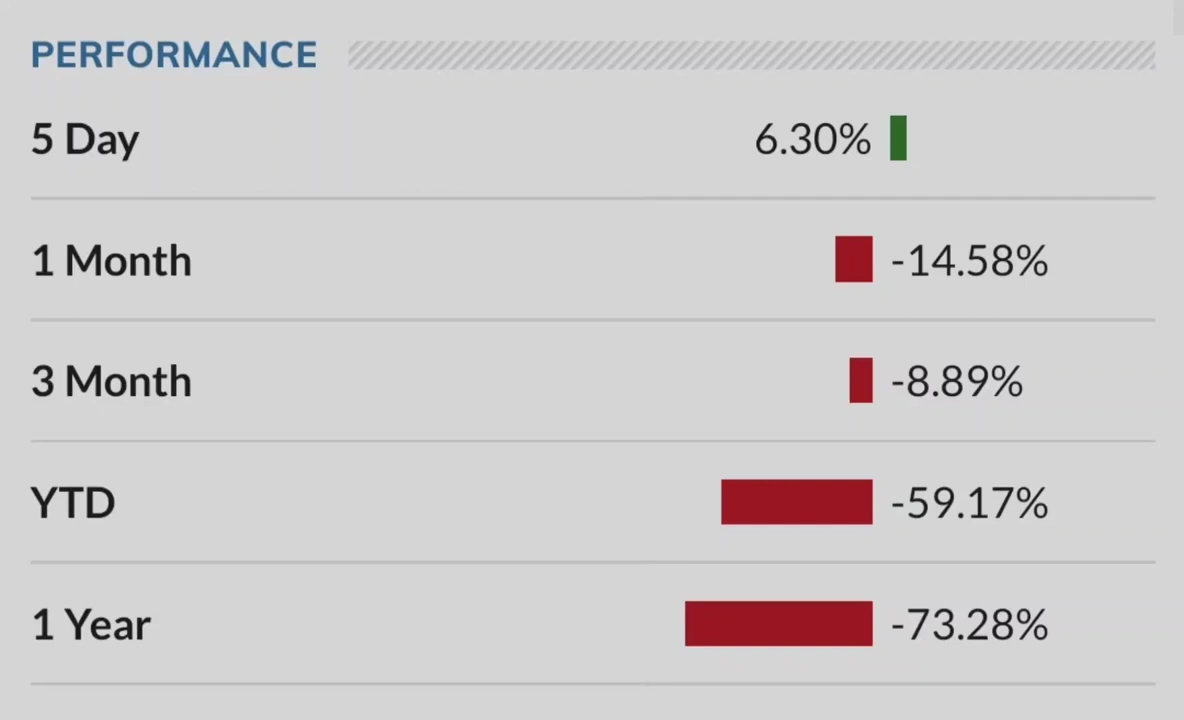 PERFORMANCE
5 Day 6.30%
1 Month -14.58%
3 Month -8.89%
YTD -59.17%
1 Year -73.28%